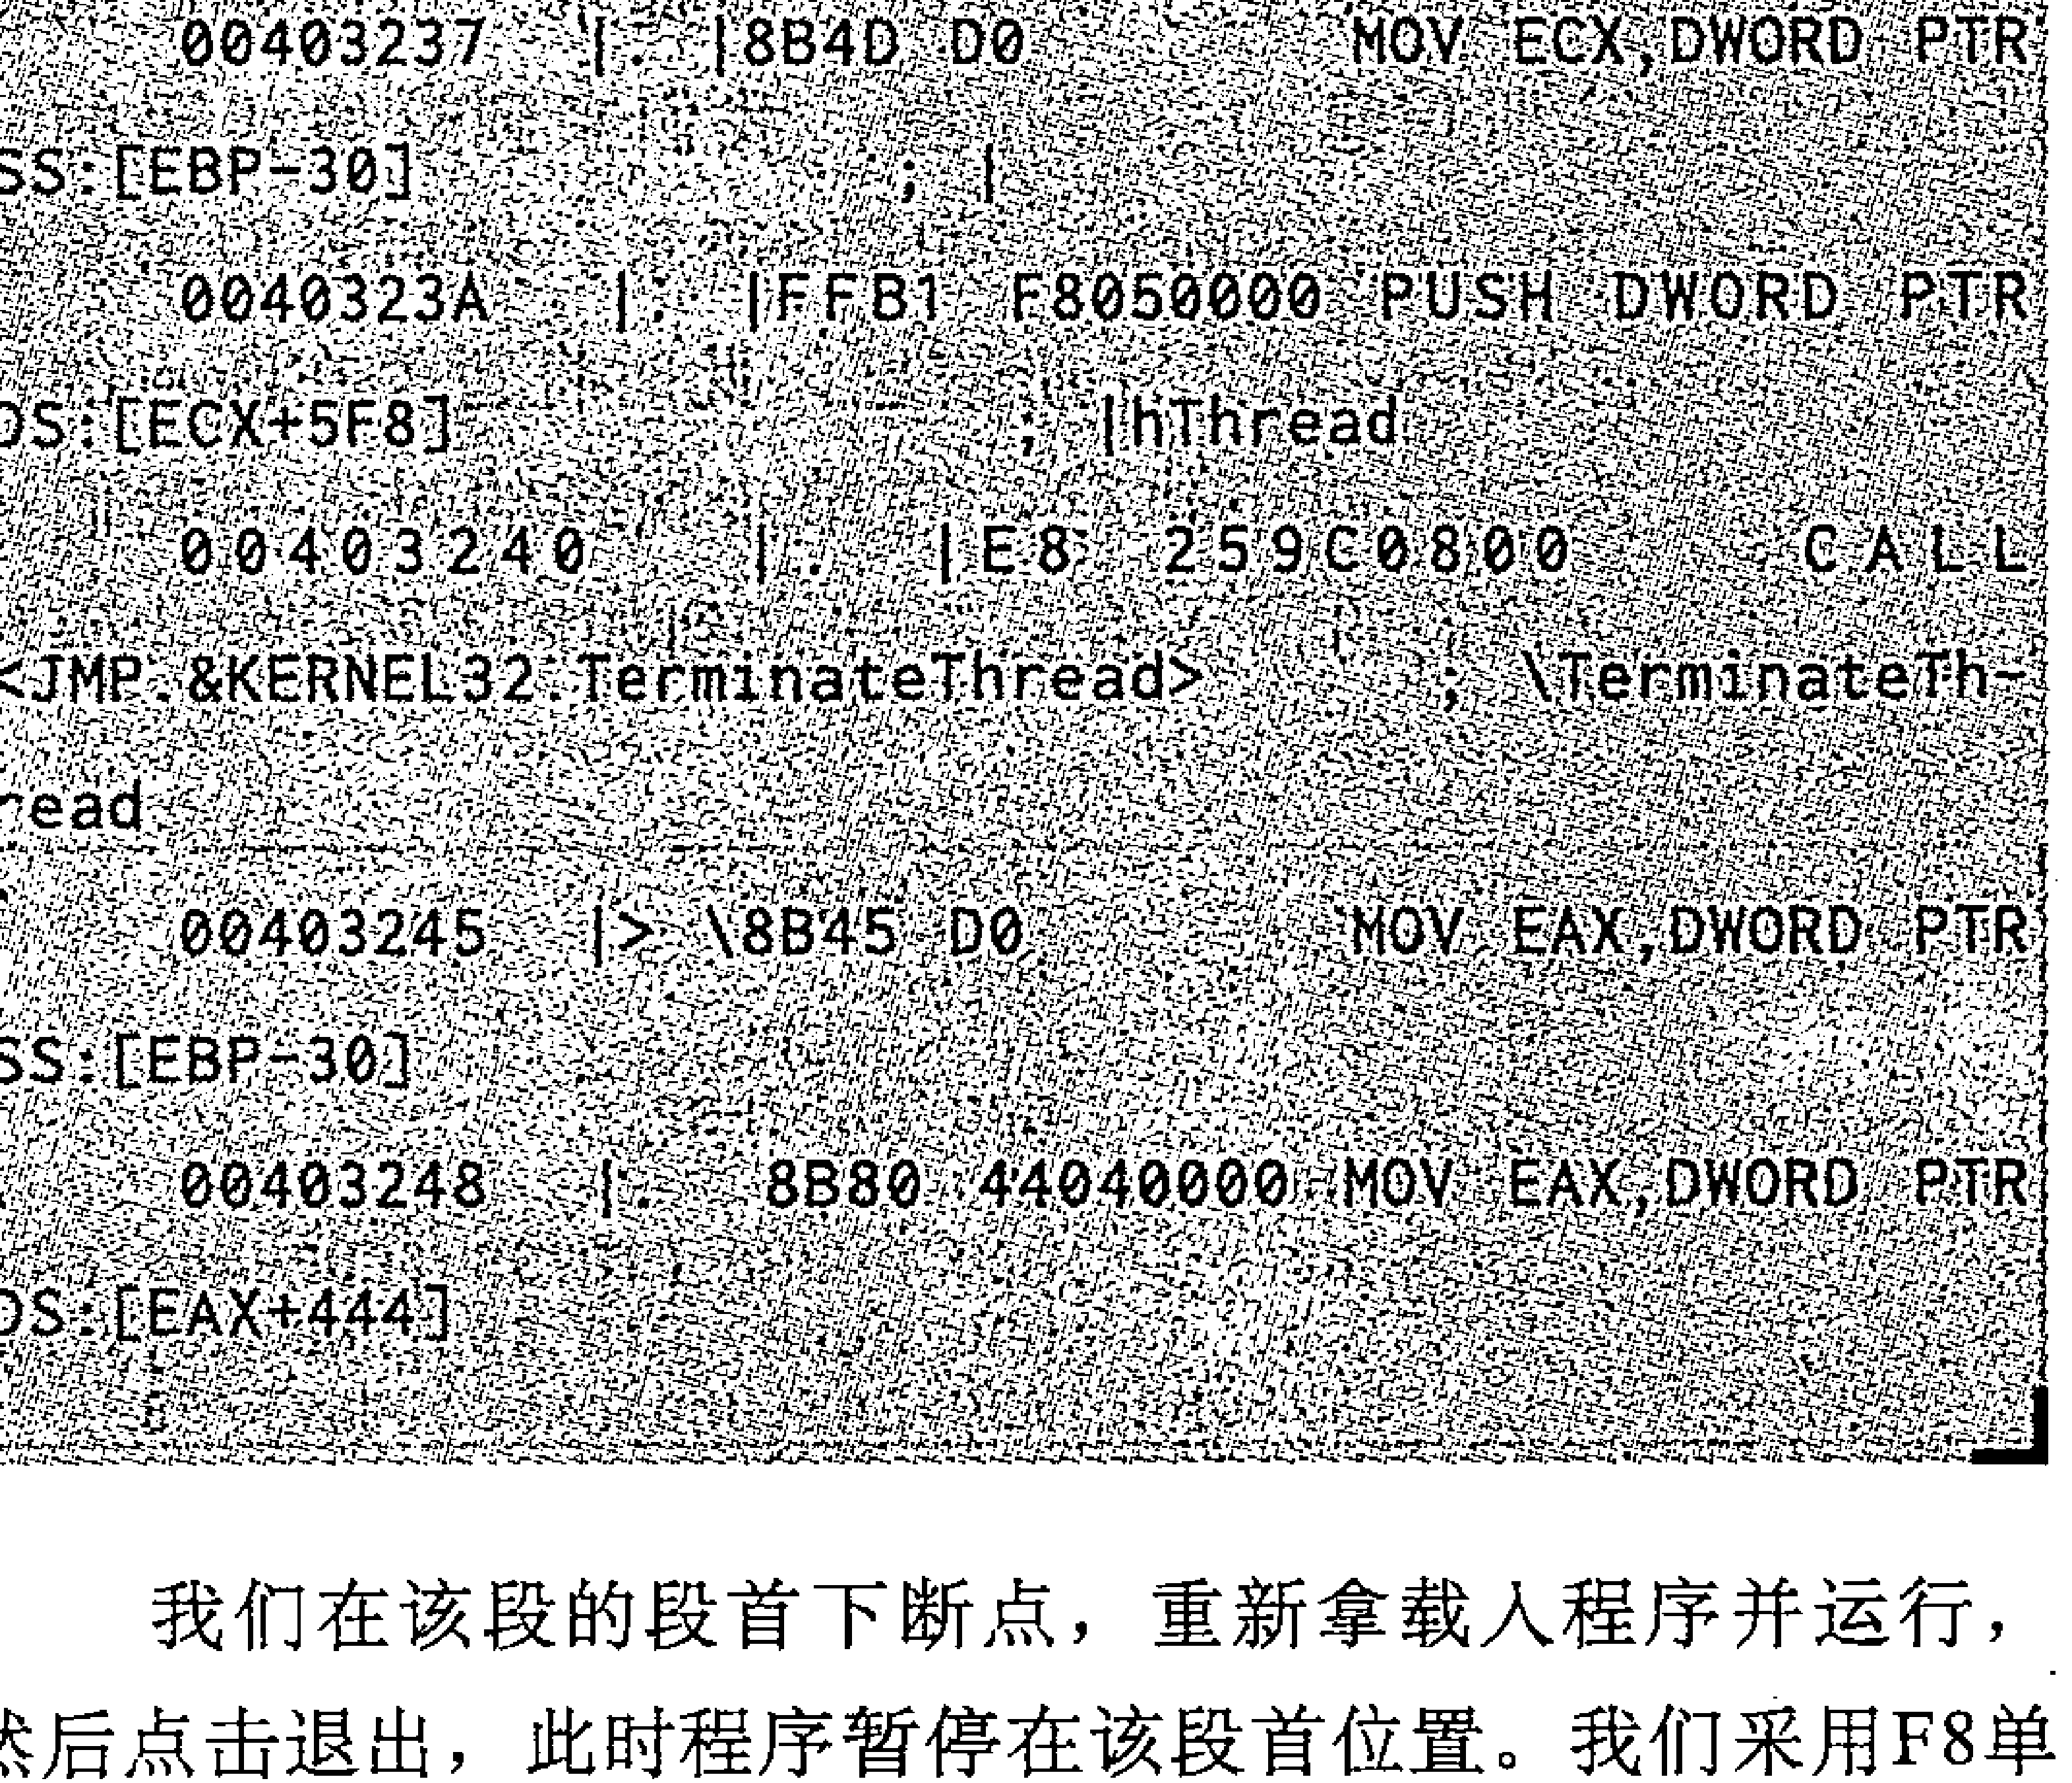 00403237 |. |8B4D D0 MOV ECX,DWORD PTR
SS:[EBP-30] ; |
0040323A |. |FFB1 F8050000 PUSH DWORD PTR
DS:[ECX+5F8] ; |hThread
00403240 |. |E8 259C0800 CALL
<JMP.&KERNEL32.TerminateThread> ; \TerminateTh-
read
00403245 |> \8B45 D0 MOV EAX,DWORD PTR
SS:[EBP-30]
00403248 |. 8B80 44040000 MOV EAX,DWORD PTR
DS:[EAX+444]
我们在该段的段首下断点，重新拿载入程序并运行，
然后点击退出，此时程序暂停在该段首位置。我们采用F8单